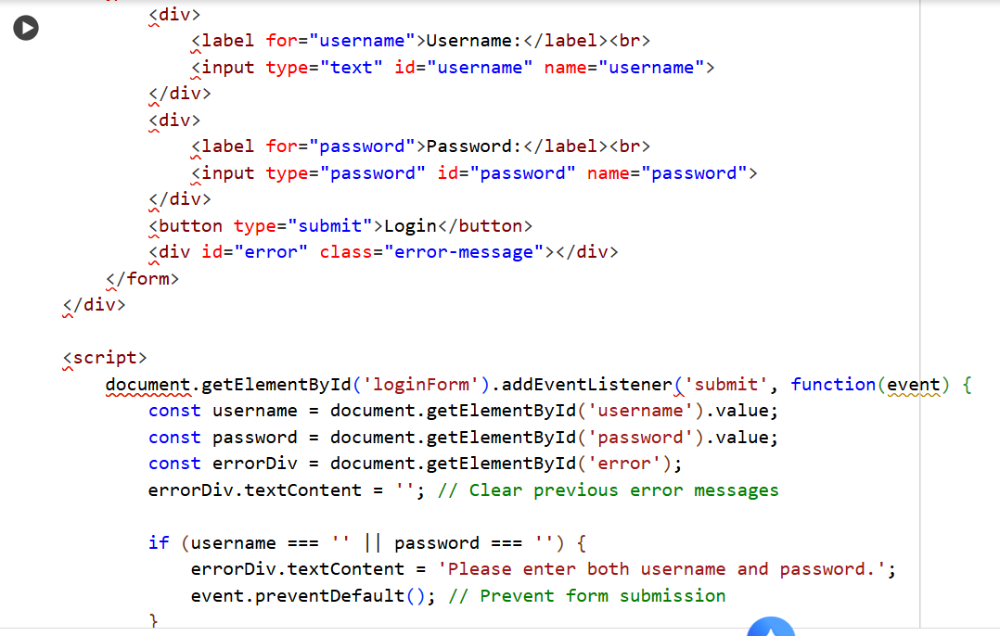 <div>
<label for="username">Username:</label><br>
<input type="text" id="username" name="username">
</div>
<div>
<label for="password">Password:</label><br>
<input type="password" id="password" name="password">
</div>
<button type="submit">Login</button>
<div id="error" class="error-message"></div>
</form>
</div>
<script>
document.getElementById('loginForm').addEventListener('submit', function(event) {
const username = document.getElementById('username').value;
const password = document.getElementById('password').value;
const errorDiv = document.getElementById('error');
errorDiv.textContent = ''; // Clear previous error messages
if (username === '' || password === '') {
errorDiv.textContent = 'Please enter both username and password.';
event.preventDefault(); // Prevent form submission
}